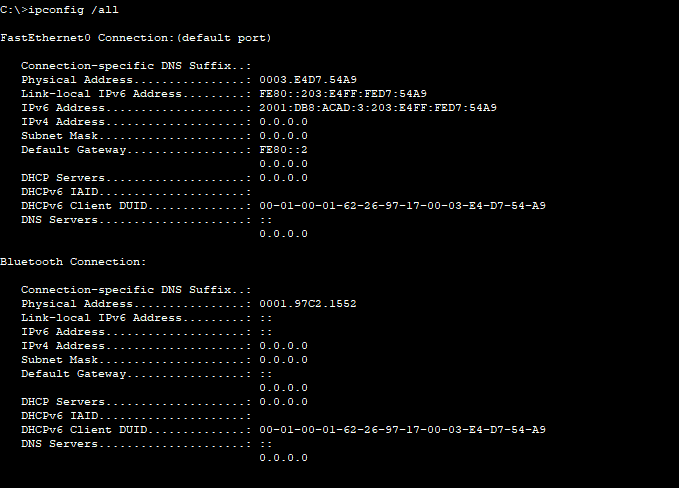 C:\>ipconfig /all
FastEthernet0 Connection:(default port)
Connection-specific DNS Suffix..:
Physical Address................: 0003.E4D7.54A9
Link-local IPv6 Address.........: FE80::203:E4FF:FED7:54A9
IPv6 Address....................: 2001:DB8:ACAD:3:203:E4FF:FED7:54A9
IPv4 Address....................: 0.0.0.0
Subnet Mask.....................: 0.0.0.0
Default Gateway.................: FE80::2
0.0.0.0
DHCP Servers....................: 0.0.0.0
DHCPv6 IAID.....................:
DHCPv6 Client DUID..............: 00-01-00-01-62-26-97-17-00-03-E4-D7-54-A9
DNS Servers.....................: ::
0.0.0.0
Bluetooth Connection:
Connection-specific DNS Suffix..:
Physical Address................: 0001.97C2.1552
Link-local IPv6 Address.........: ::
IPv6 Address....................: ::
IPv4 Address....................: 0.0.0.0
Subnet Mask.....................: 0.0.0.0
Default Gateway.................: ::
0.0.0.0
DHCP Servers....................: 0.0.0.0
DHCPv6 IAID.....................:
DHCPv6 Client DUID..............: 00-01-00-01-62-26-97-17-00-03-E4-D7-54-A9
DNS Servers.....................: ::
0.0.0.0